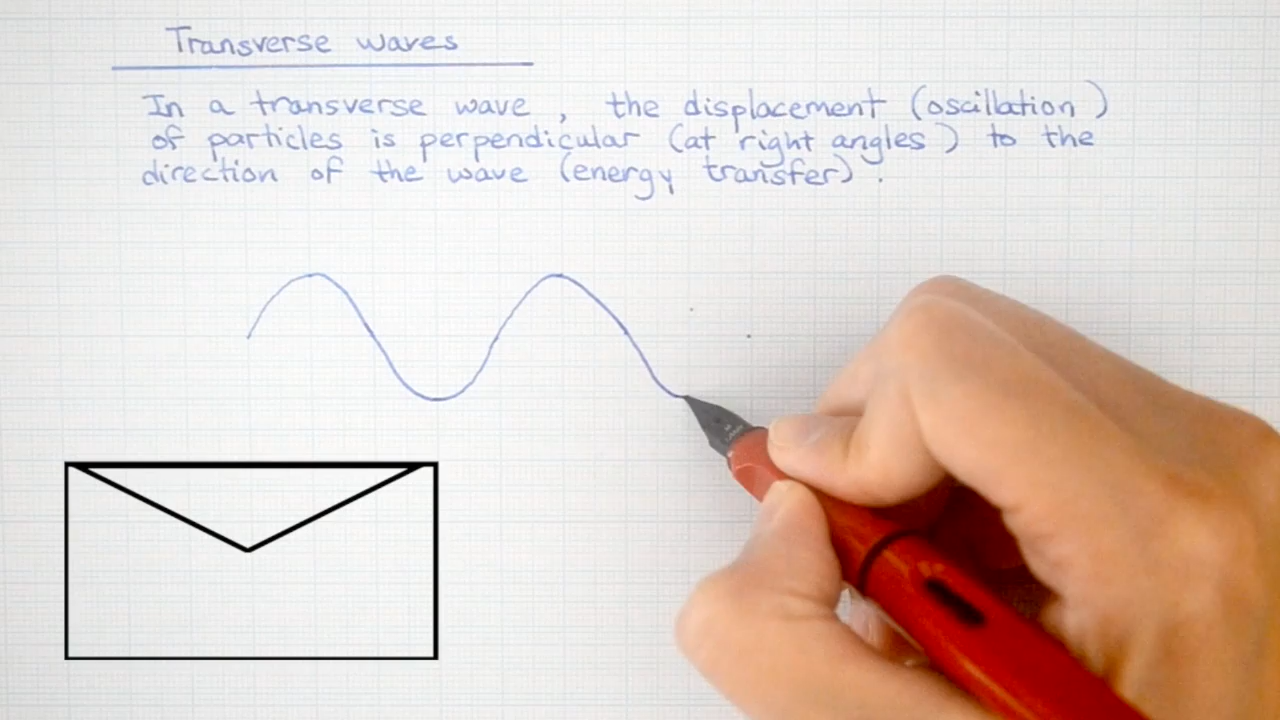 Transverse waves
In a transverse wave, the displacement (oscillation)
of particles is perpendicular (at right angles) to the
direction of the wave (energy transfer).